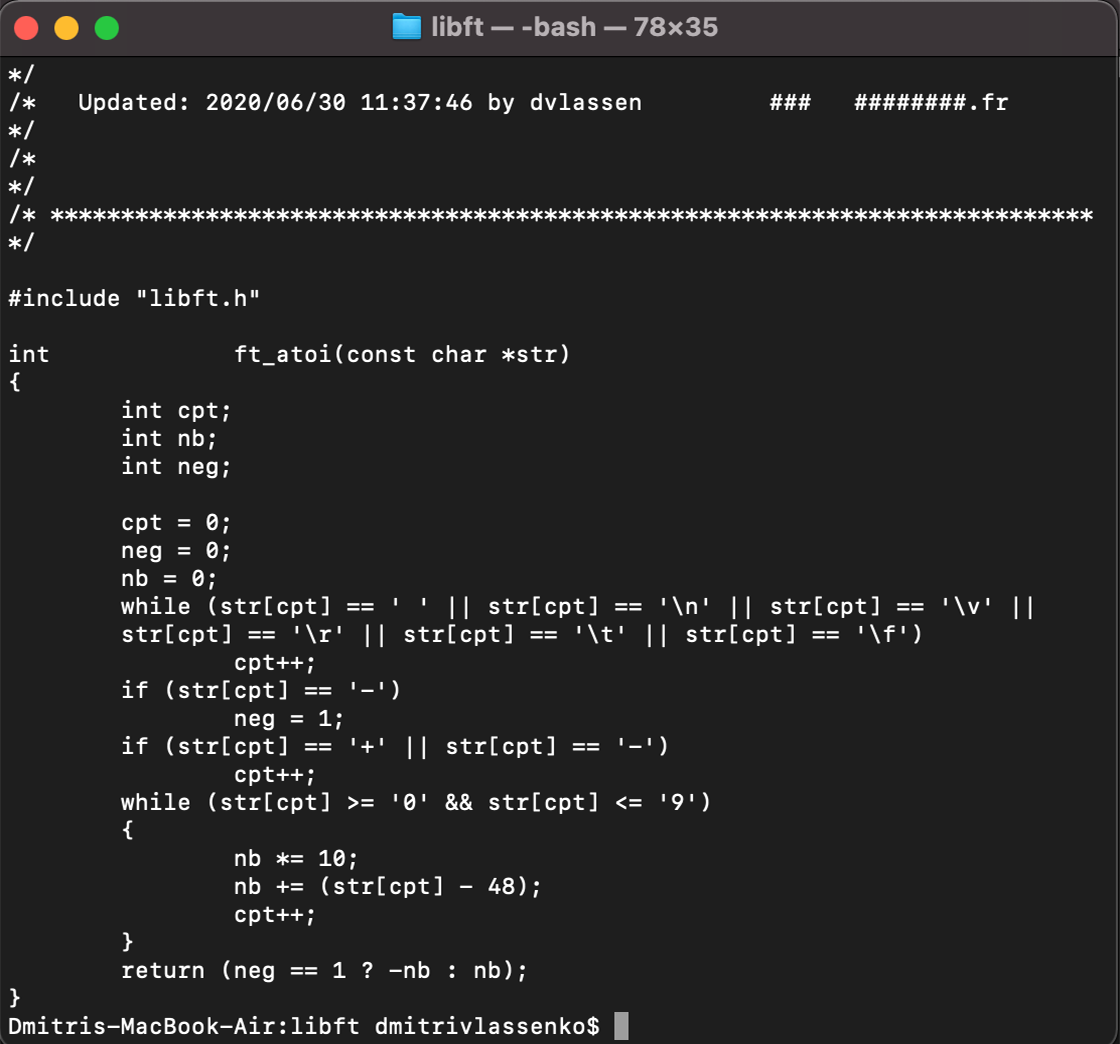 libft — -bash — 78×35
*/
/*   Updated: 2020/06/30 11:37:46 by dvlassen         ###   ########.fr
*/
/*
*/
/* **************************************************************************
*/

#include "libft.h"

int             ft_atoi(const char *str)
{
        int cpt;
        int nb;
        int neg;

        cpt = 0;
        neg = 0;
        nb = 0;
        while (str[cpt] == ' ' || str[cpt] == '\n' || str[cpt] == '\v' ||
        str[cpt] == '\r' || str[cpt] == '\t' || str[cpt] == '\f')
                cpt++;
        if (str[cpt] == '-')
                neg = 1;
        if (str[cpt] == '+' || str[cpt] == '-')
                cpt++;
        while (str[cpt] >= '0' && str[cpt] <= '9')
        {
                nb *= 10;
                nb += (str[cpt] - 48);
                cpt++;
        }
        return (neg == 1 ? -nb : nb);
}
Dmitris-MacBook-Air:libft dmitrivlassenko$